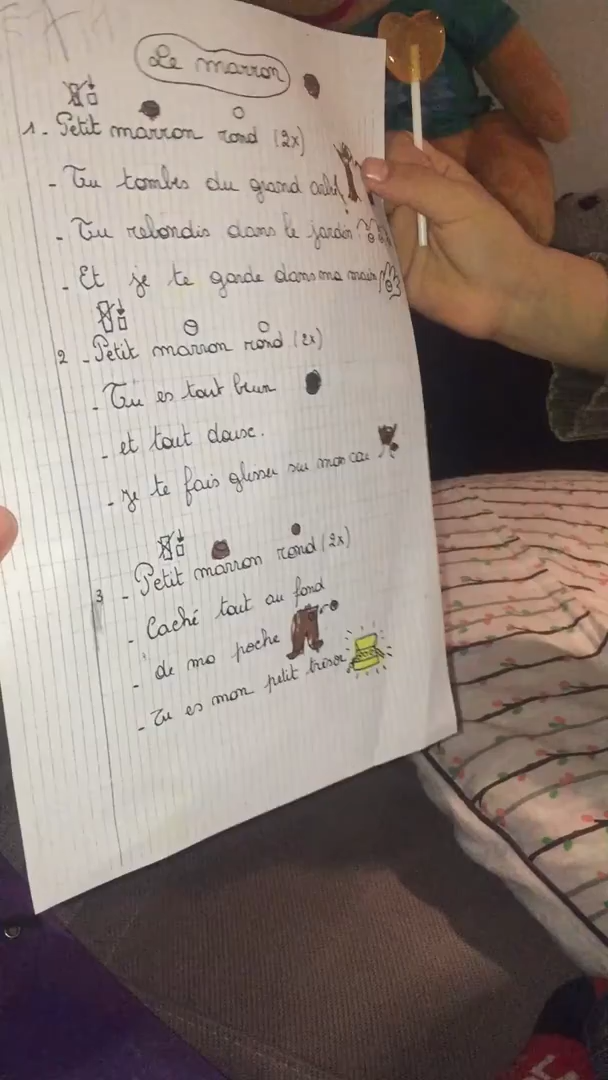 Le marron
1 - Petit marron rond (2x)
- Tu tombes du grand arbre
- Tu rebondis dans le jardin
- Et je te garde dans ma main
2 - Petit marron rond (2x)
- Tu es tout brun
- et tout douse.
- je te fais glisser sur mon cou
3 - Petit marron rond (2x)
- Caché tout au fond
- de ma poche
- Tu es mon petit trésor